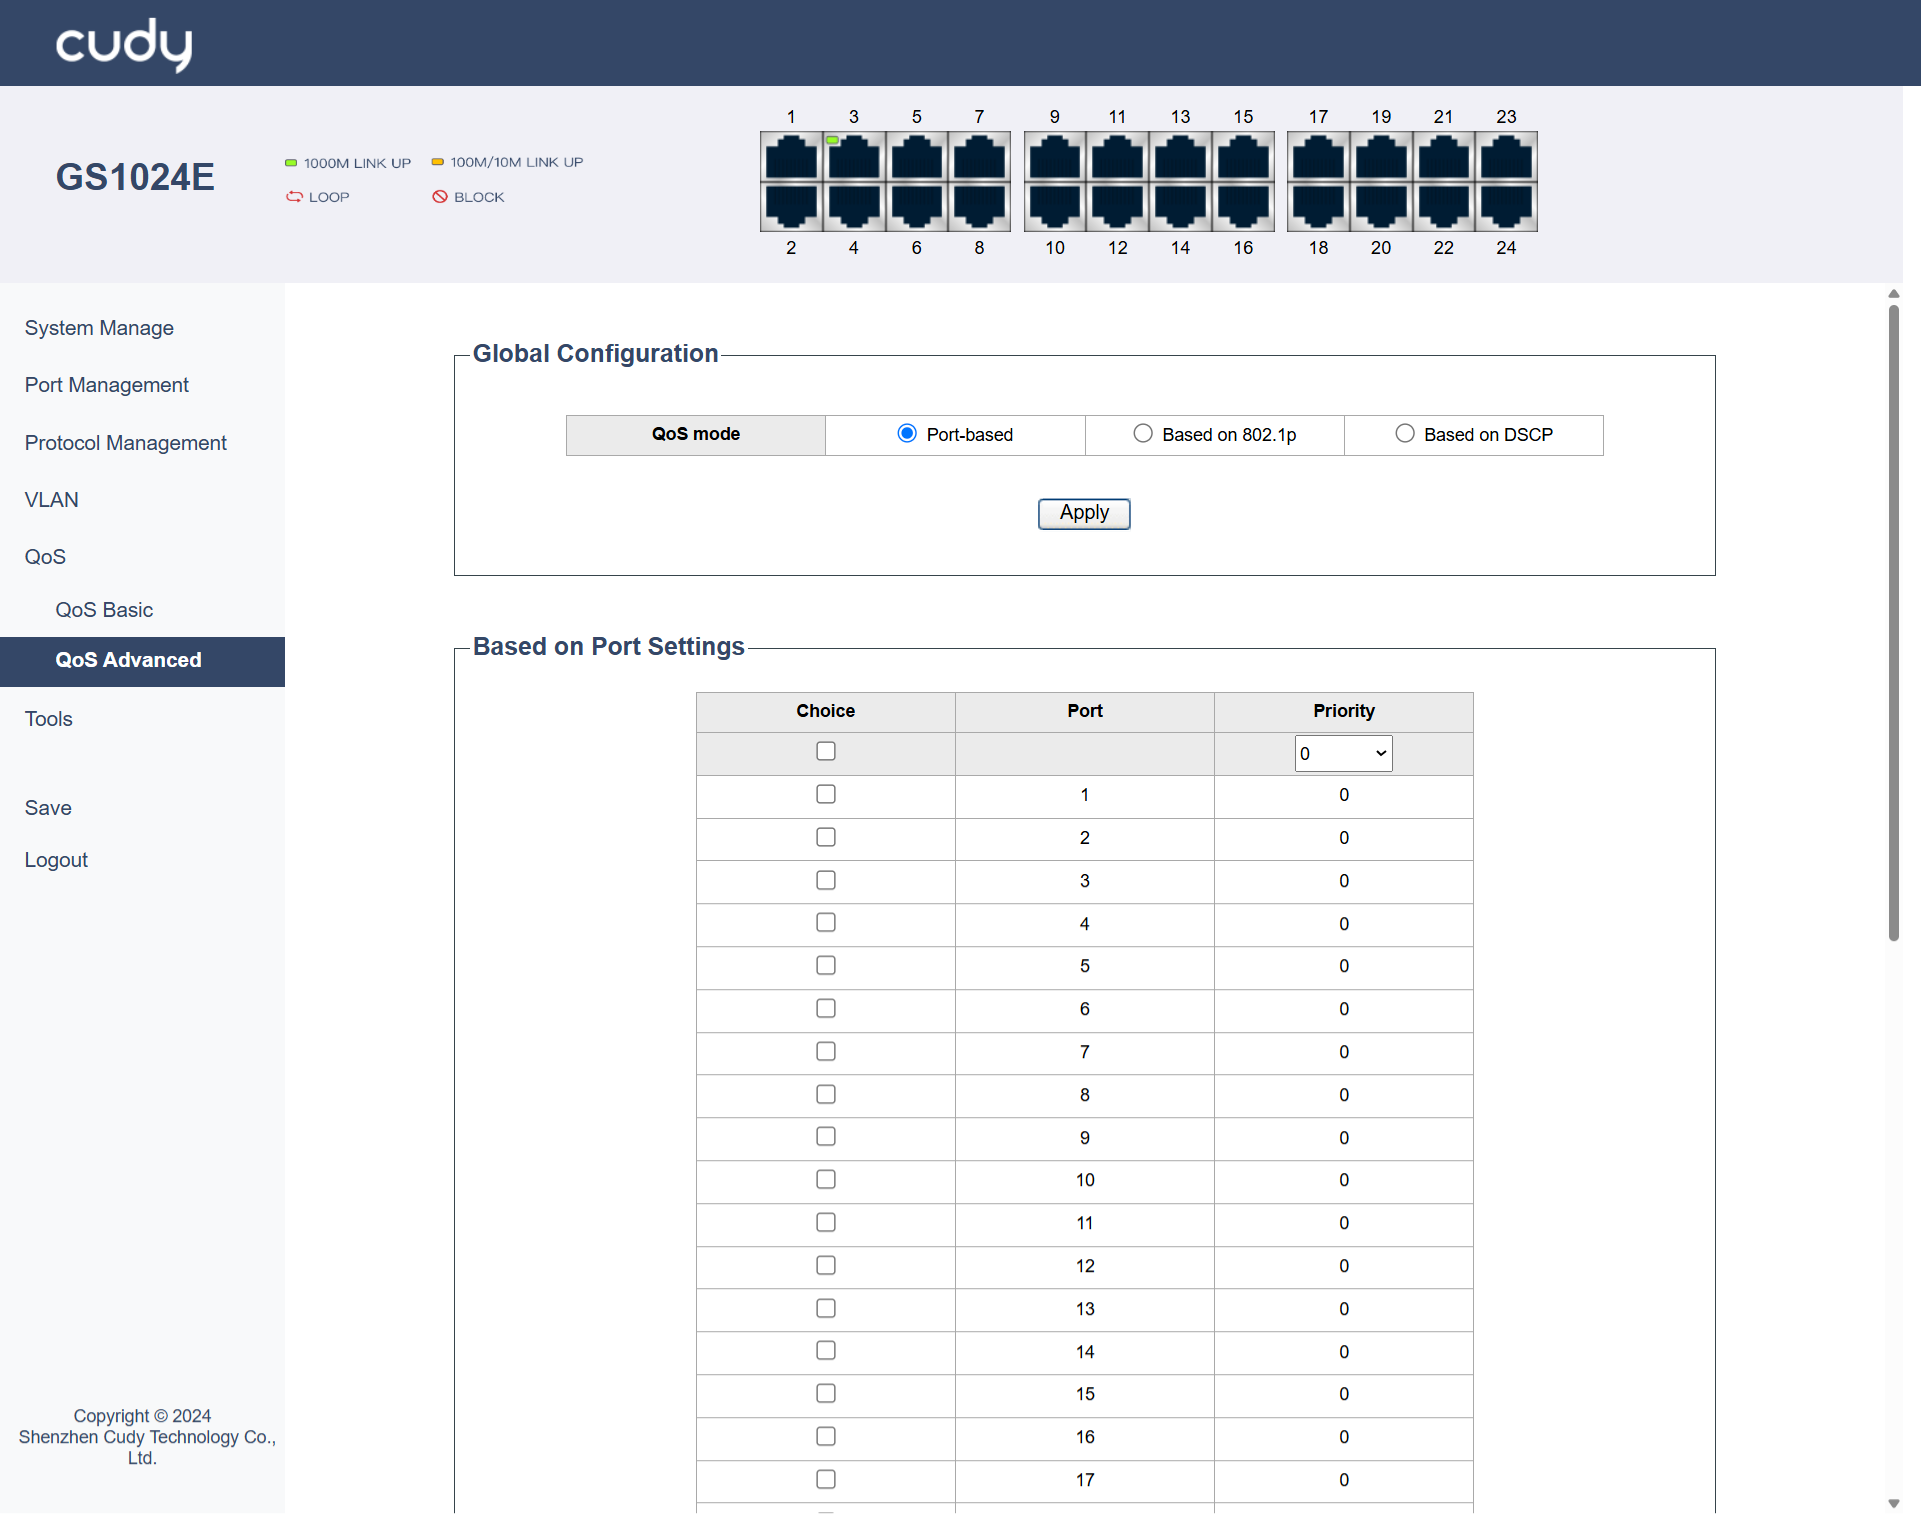 cudy
GS1024E
1000M LINK UP 100M/10M LINK UP
LOOP BLOCK
1 3 5 7 9 11 13 15 17 19 21 23
2 4 6 8 10 12 14 16 18 20 22 24
System Manage
Port Management
Protocol Management
VLAN
QoS
QoS Basic
QoS Advanced
Tools
Save
Logout
Copyright © 2024
Shenzhen Cudy Technology Co.,
Ltd.
Global Configuration
QoS mode Port-based Based on 802.1p Based on DSCP
Apply
Based on Port Settings
Choice Port Priority
0
1 0
2 0
3 0
4 0
5 0
6 0
7 0
8 0
9 0
10 0
11 0
12 0
13 0
14 0
15 0
16 0
17 0